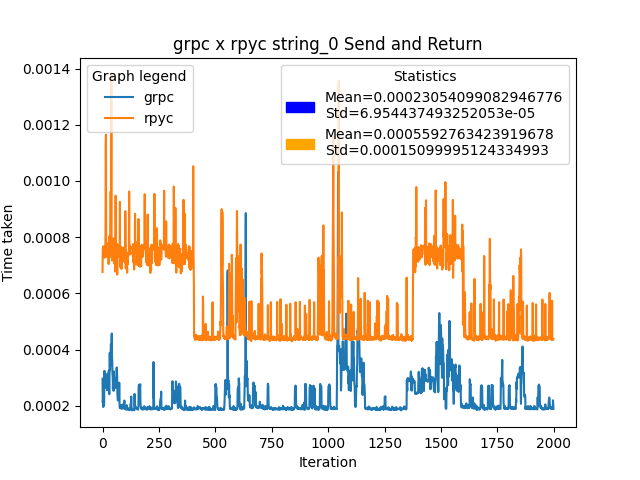 grpc x rpyc string_0 Send and Return
Graph legend
grpc
rpyc
Statistics
Mean=0.00023054099082946776
Std=6.954437493252053e-05
Mean=0.0005592763423919678
Std=0.00015099995124334993
Time taken
0.0014
0.0012
0.0010
0.0008
0.0006
0.0004
0.0002
0 250 500 750 1000 1250 1500 1750 2000
Iteration